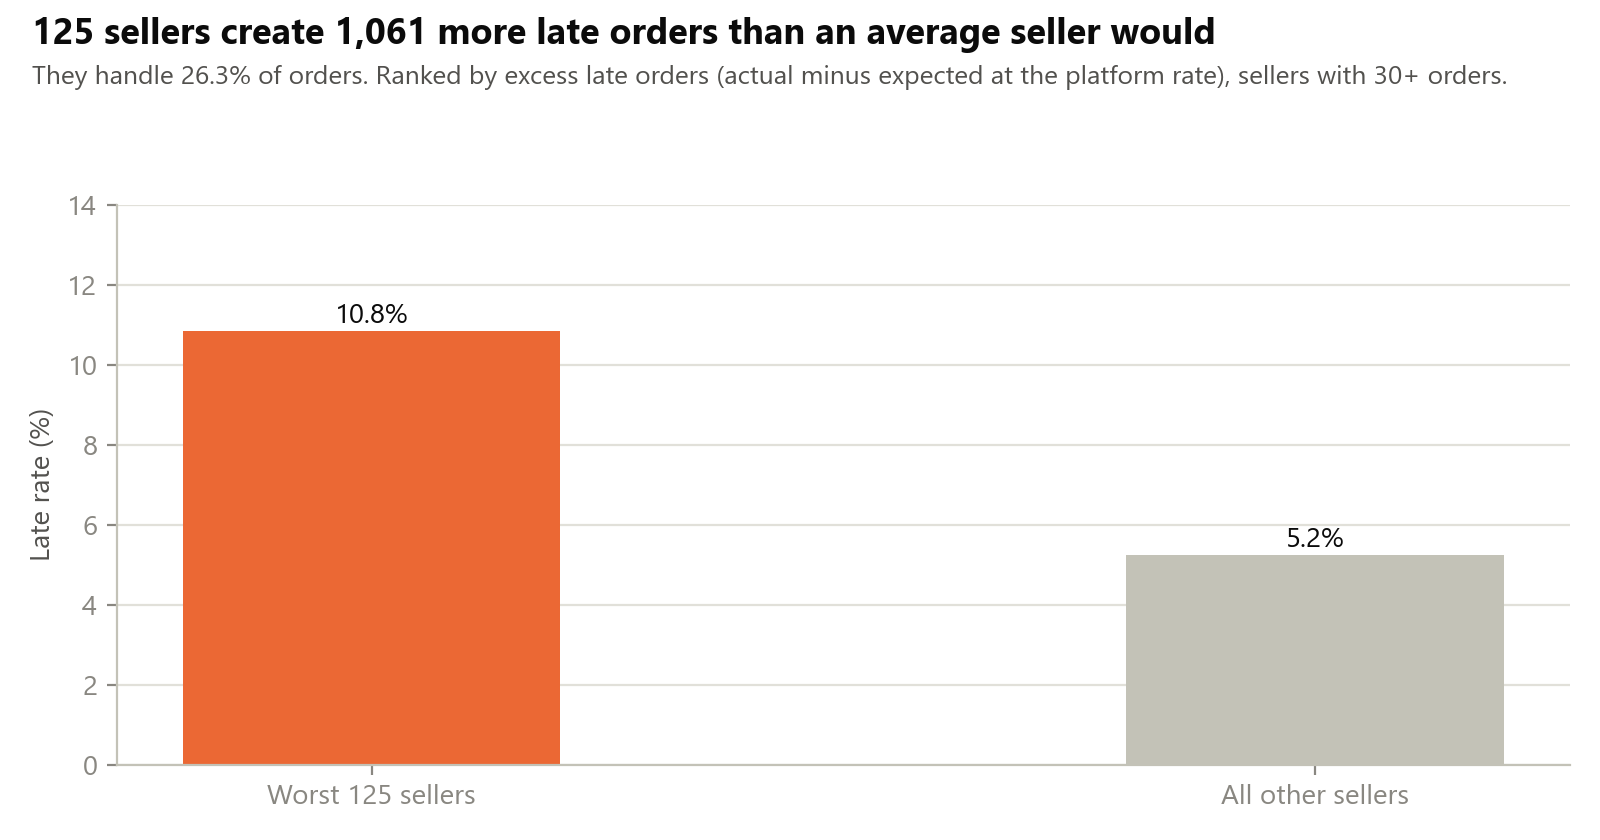 125 sellers create 1,061 more late orders than an average seller would
They handle 26.3% of orders. Ranked by excess late orders (actual minus expected at the platform rate), sellers with 30+ orders.
14
12
10
8
6
4
2
0
Late rate (%)
10.8%
5.2%
Worst 125 sellers
All other sellers